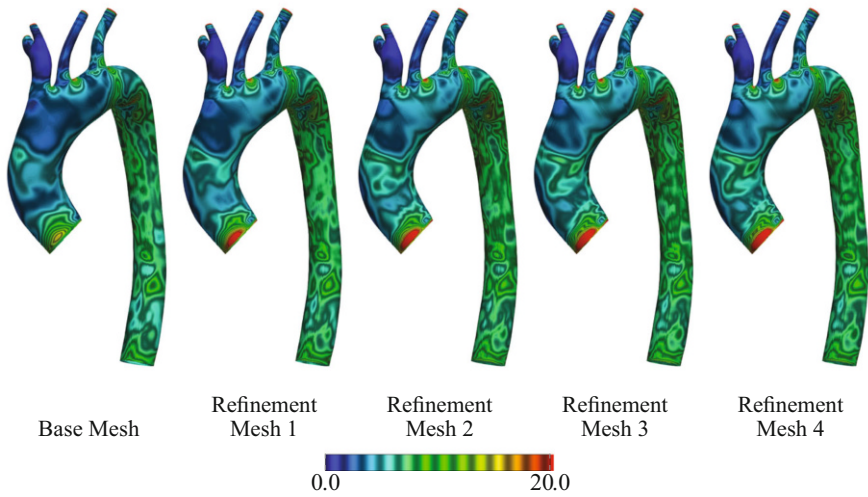 Base Mesh
Refinement
Mesh 1
Refinement
Mesh 2
Refinement
Mesh 3
Refinement
Mesh 4
0.0
20.0